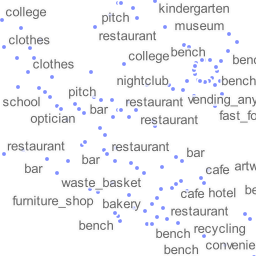 college
kindergarten
pitch
museum
clothes
restaurant
bench
college
clothes
bend
nightclub
bench
pitch
school
bar
restaurant
vending_any
optician
restaurant
fast_fo
restaurant
restaurant
bar
bar
bar
cafe
artw
waste_basket
cafe
hotel
be
furniture_shop
bakery
restaurant
bench
bench
recycling
bench
convenie